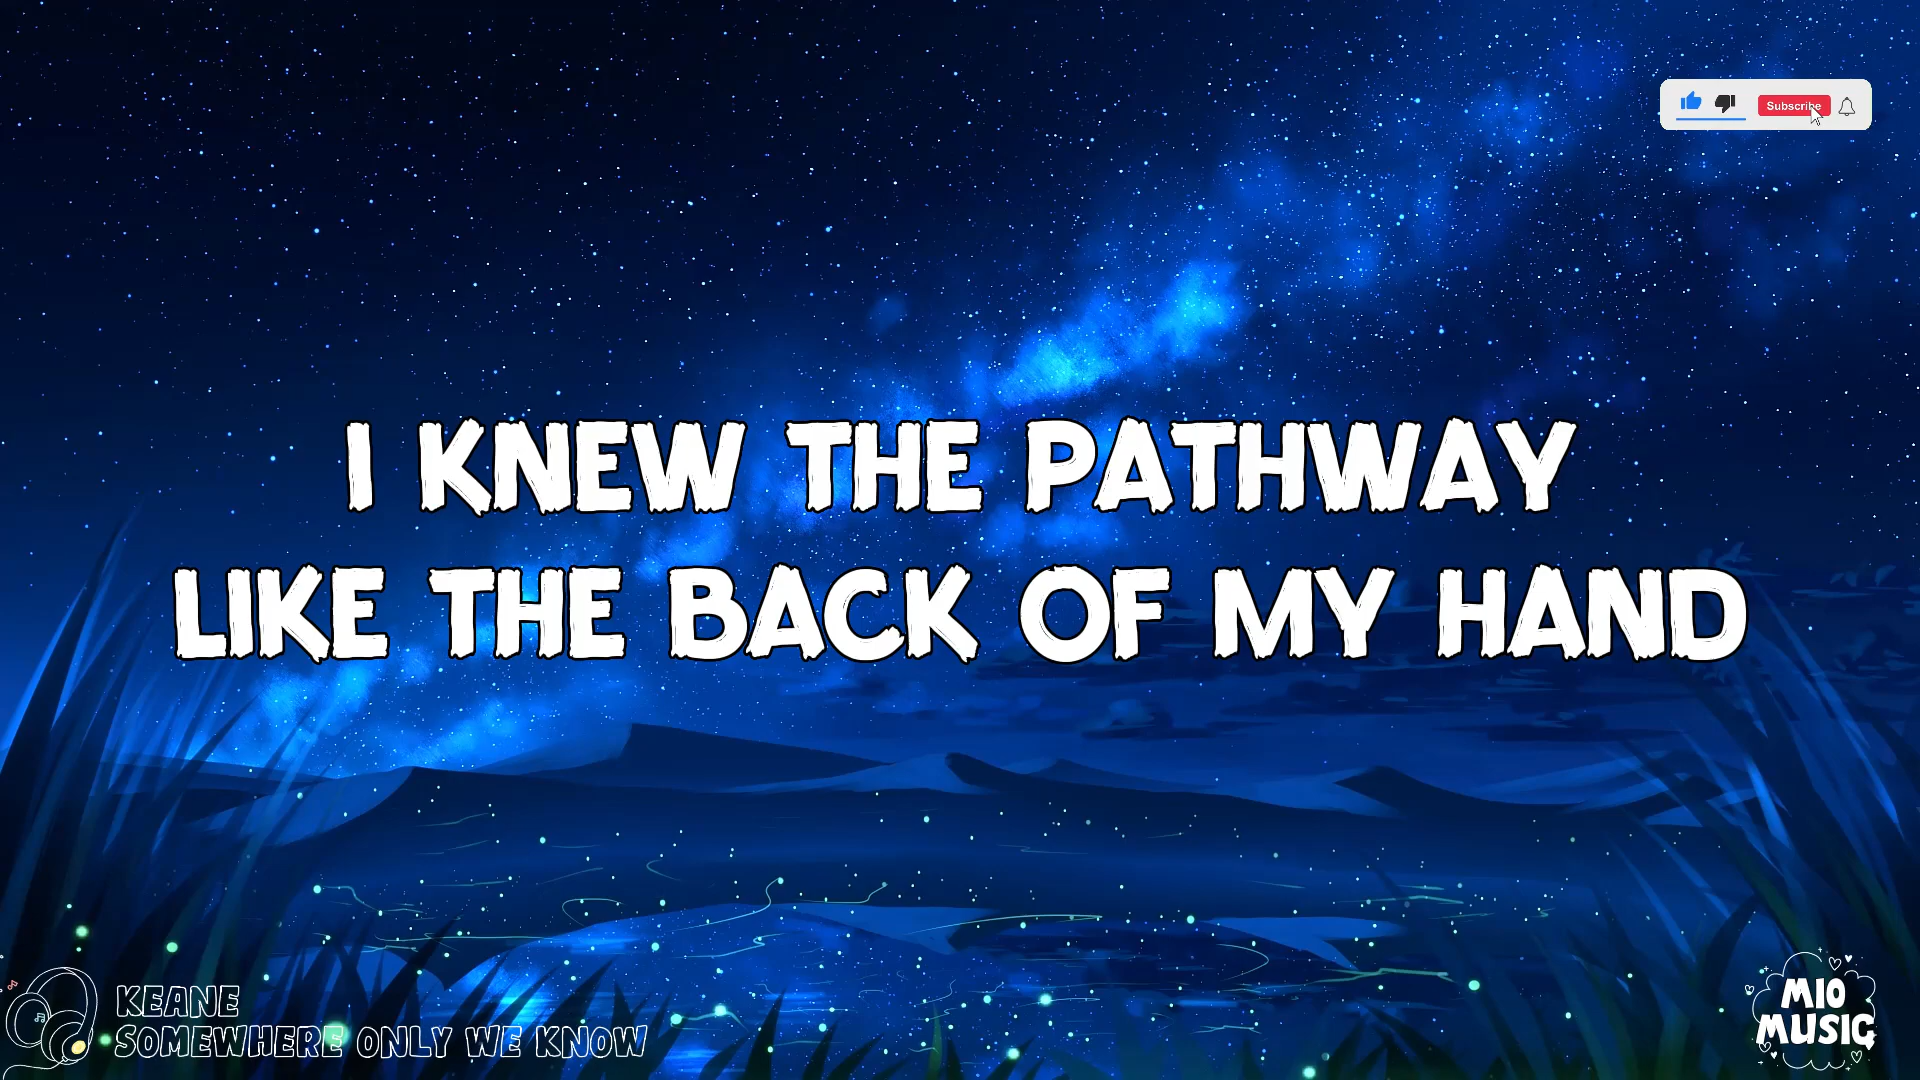 Subscribe
I KNEW THE PATHWAY
LIKE THE BACK OF MY HAND
KEANE
SOMEWHERE ONLY WE KNOW
MIO
MUSIC